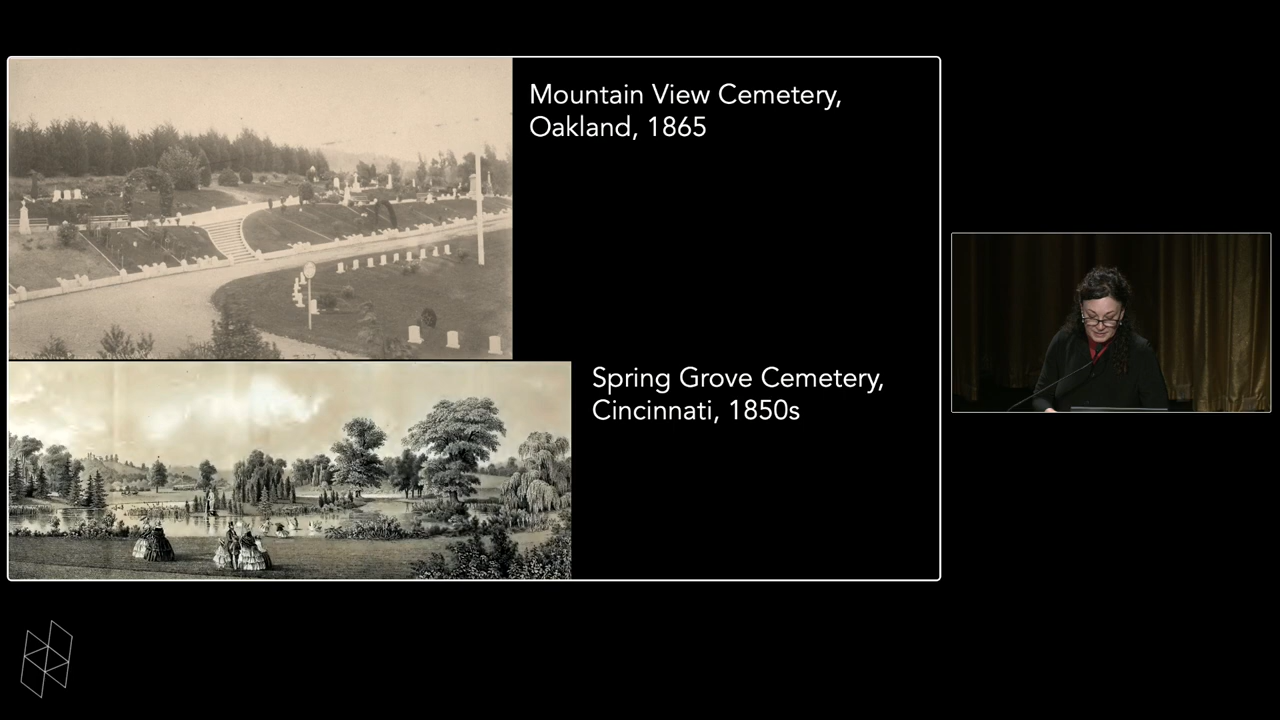 Mountain View Cemetery,
Oakland, 1865
Spring Grove Cemetery,
Cincinnati, 1850s